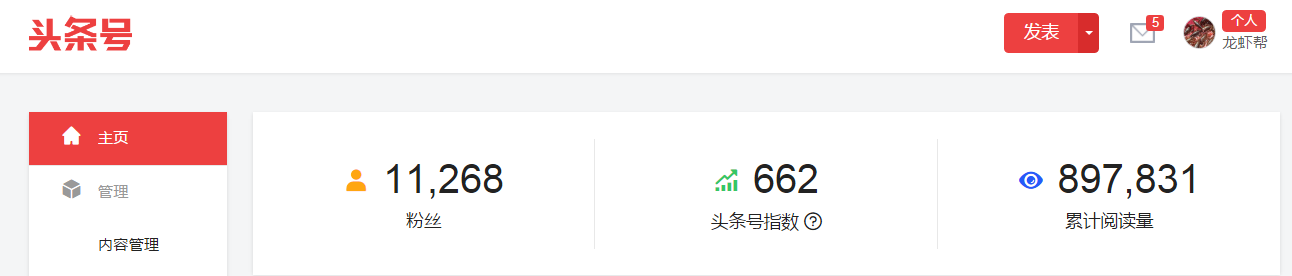 头条号
发表
5
个人
龙虾帮
主页
管理
内容管理
11,268
粉丝
662
头条号指数 ?
897,831
累计阅读量